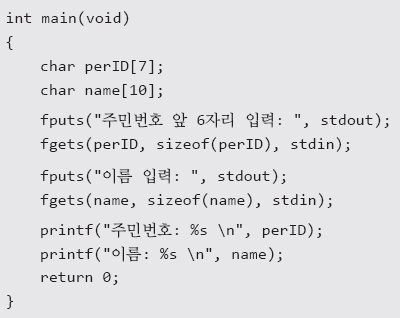 int main(void)
{
    char perID[7];
    char name[10];
    fputs("주민번호 앞 6자리 입력: ", stdout);
    fgets(perID, sizeof(perID), stdin);
    fputs("이름 입력: ", stdout);
    fgets(name, sizeof(name), stdin);
    printf("주민번호: %s \n", perID);
    printf("이름: %s \n", name);
    return 0;
}